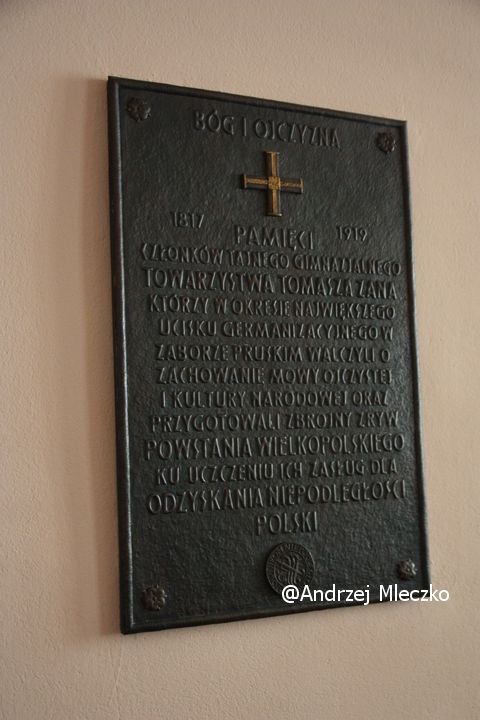 BÓG I OJCZYZNA
1817 1919
PAMIĘCI
CZŁONKÓW TAJNEGO GIMNAZJALNEGO
TOWARZYSTWA TOMASZA ZANA
KTÓRZY W OKRESIE NAJWIĘKSZEGO
UCISKU GERMANIZACYJNEGO W
ZABORZE PRUSKIM WALCZYLI O
ZACHOWANIE MOWY OJCZYSTEJ
I KULTURY NARODOWEJ ORAZ
PRZYGOTOWALI ZBROJNY ZRYW
POWSTANIA WIELKOPOLSKIEGO
KU UCZCZENIU ICH ZASŁUG DLA
ODZYSKANIA NIEPODLEGŁOŚCI
POLSKI
@Andrzej Mleczko